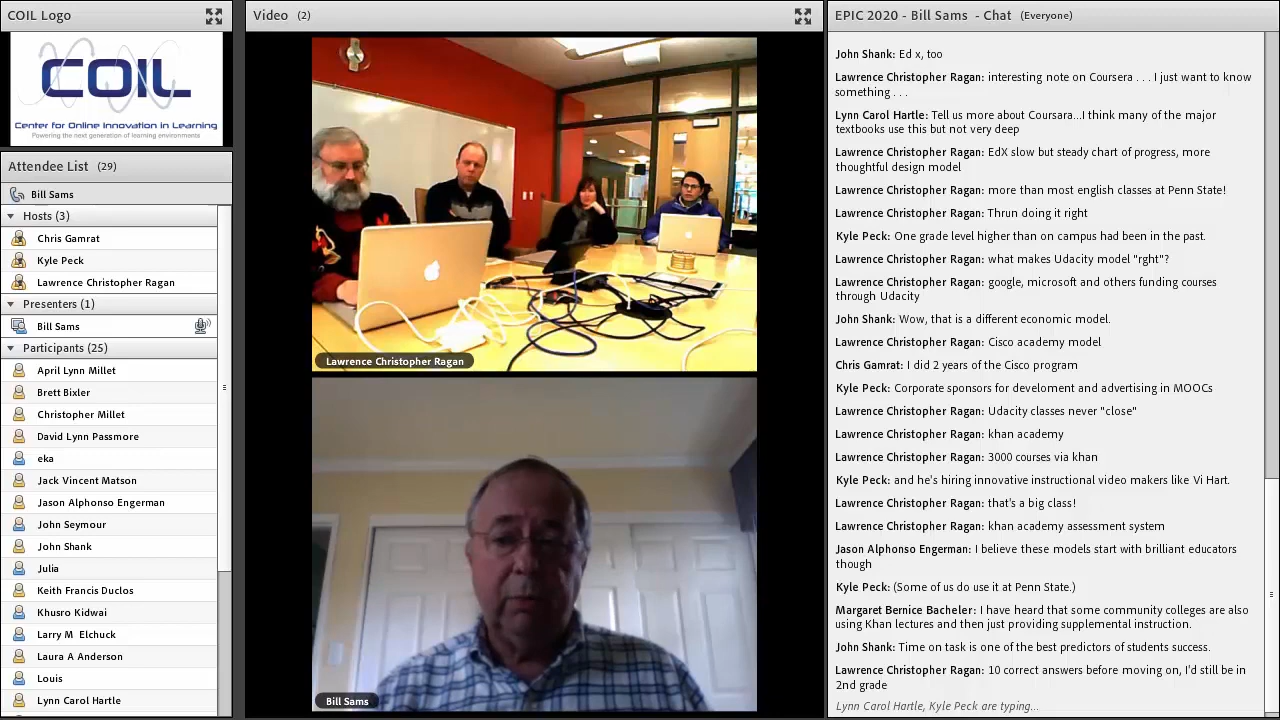 COIL Logo
COIL
Center for Online Innovation in Learning
Powering the next generation of learning environments
Attendee List (29)
Bill Sams
Hosts (3)
Chris Gamrat
Kyle Peck
Lawrence Christopher Ragan
Presenters (1)
Bill Sams
Participants (25)
April Lynn Millet
Brett Bixler
Christopher Millet
David Lynn Passmore
eka
Jack Vincent Matson
Jason Alphonso Engerman
John Seymour
John Shank
Julia
Keith Francis Duclos
Khusro Kidwai
Larry M Elchuck
Laura A Anderson
Louis
Lynn Carol Hartle
Video (2)
Lawrence Christopher Ragan
Bill Sams
EPIC 2020 - Bill Sams - Chat (Everyone)
John Shank: Ed x, too
Lawrence Christopher Ragan: interesting note on Coursera . . . I just want to know
something . . .
Lynn Carol Hartle: Tell us more about Coursara...I think many of the major
textbooks... this but not very deep
Lawrence Christopher Ragan: EdX slow but steady chart of progress, more
thoughtful design model
Lawrence Christopher Ragan: more then most english classes at Penn State!
Lawrence Christopher Ragan: Thrun doing it right
Kyle Peck: One grade level higher than on campus had been in the past.
Lawrence Christopher Ragan: what makes Udacity model "rght"?
Lawrence Christopher Ragan: google, microsoft and others funding courses
through Udacity
John Shank: Wow, that is a different economic model.
Lawrence Christopher Ragan: Cisco academy model
Chris Gamrat: I did 2 years of the Cisco program
Kyle Peck: Corporate sponsors for develoment and advertising in MOOCs
Lawrence Christopher Ragan: Udacity classes never "close"
Lawrence Christopher Ragan: khan academy
Lawrence Christopher Ragan: 3000 courses via khan
Kyle Peck: and he's hiring innovative instructional video makers like Vi Hart.
Lawrence Christopher Ragan: that's a big class!
Lawrence Christopher Ragan: khan academy assessment system
Jason Alphonso Engerman: I believe these models start with brilliant educators
though
Kyle Peck: (Some of us do use it at Penn State.)
Margaret Bernice Bacheler: I have heard that some community colleges are also
using Khan lectures and then just providing supplemental instruction.
John Shank: Time on task is one of the best predictors of students success.
Lawrence Christopher Ragan: 10 correct answers before moving on, I'd still be in
2nd grade
Lynn Carol Hartle, Kyle Peck are typing